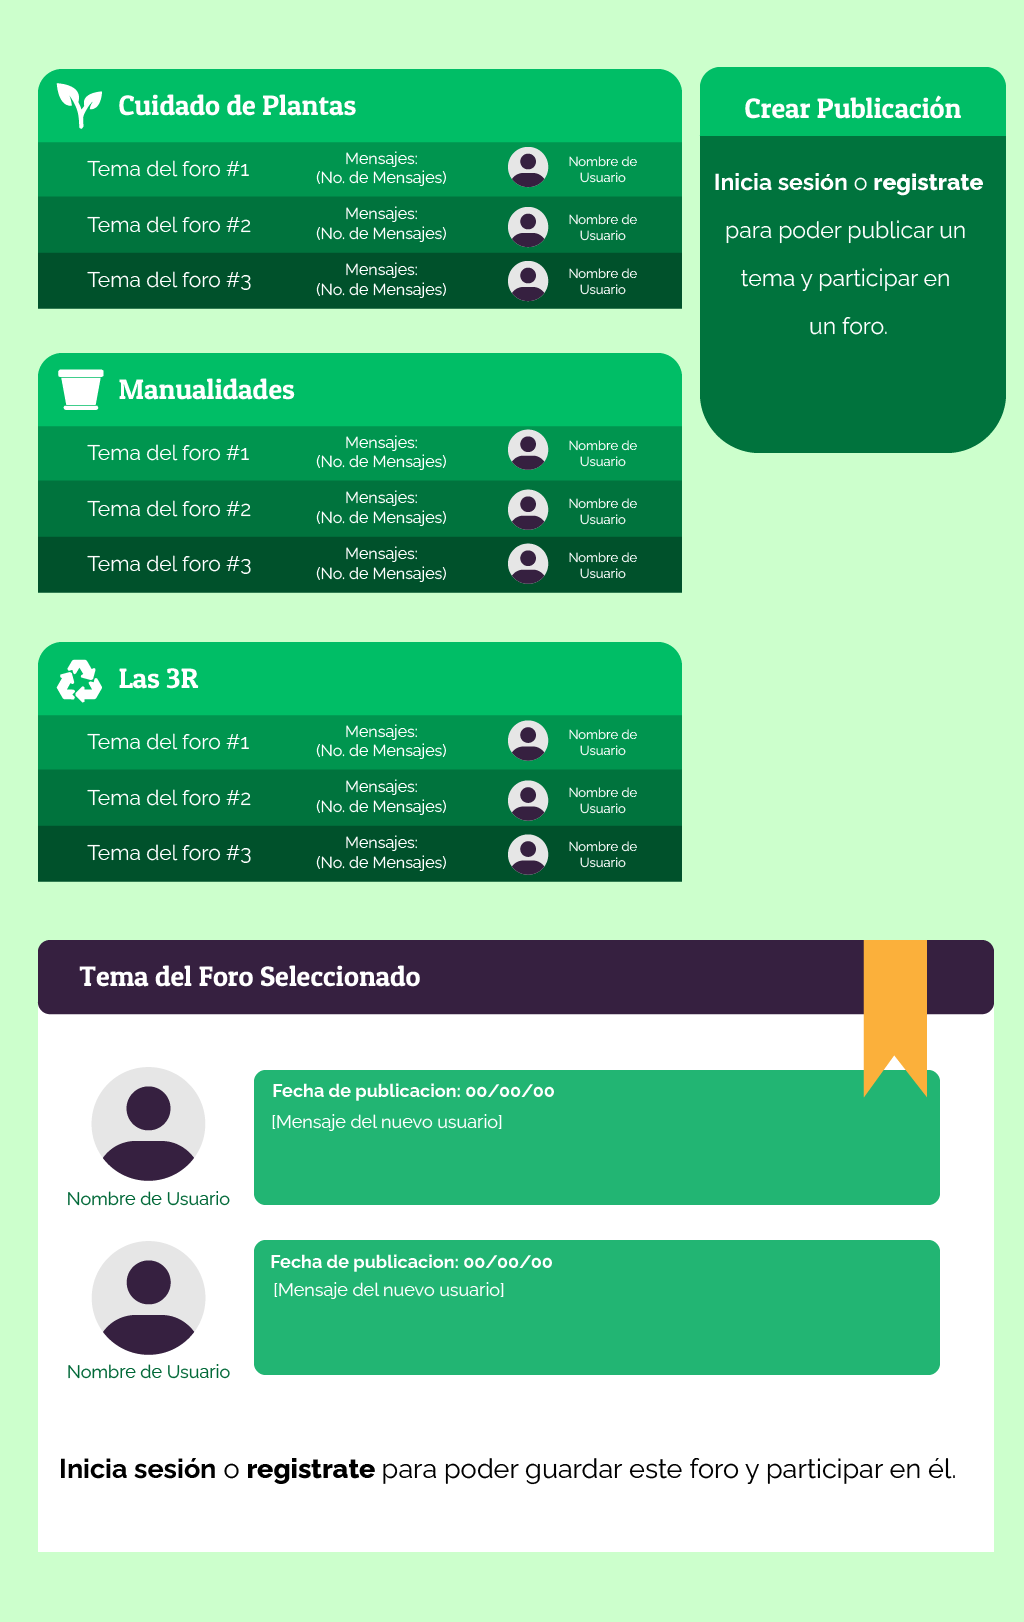 Cuidado de Plantas
Tema del foro #1
Mensajes:
(No. de Mensajes)
Nombre de
Usuario
Tema del foro #2
Mensajes:
(No. de Mensajes)
Nombre de
Usuario
Tema del foro #3
Mensajes:
(No. de Mensajes)
Nombre de
Usuario
Crear Publicación
Inicia sesión o registrate
para poder publicar un
tema y participar en
un foro.
Manualidades
Tema del foro #1
Mensajes:
(No. de Mensajes)
Nombre de
Usuario
Tema del foro #2
Mensajes:
(No. de Mensajes)
Nombre de
Usuario
Tema del foro #3
Mensajes:
(No. de Mensajes)
Nombre de
Usuario
Las 3R
Tema del foro #1
Mensajes:
(No. de Mensajes)
Nombre de
Usuario
Tema del foro #2
Mensajes:
(No. de Mensajes)
Nombre de
Usuario
Tema del foro #3
Mensajes:
(No. de Mensajes)
Nombre de
Usuario
Tema del Foro Seleccionado
Fecha de publicacion: 00/00/00
[Mensaje del nuevo usuario]
Nombre de Usuario
Fecha de publicacion: 00/00/00
[Mensaje del nuevo usuario]
Nombre de Usuario
Inicia sesión o registrate para poder guardar este foro y participar en él.